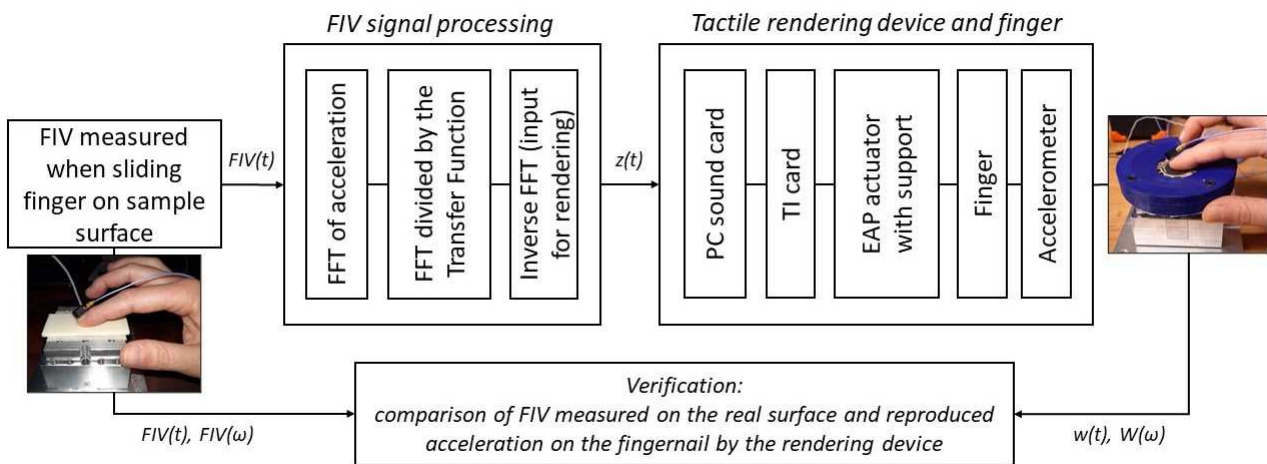 FIV signal processing
Tactile rendering device and finger
FIV measured
when sliding
finger on sample
surface
FIV(t)
FFT of acceleration
FFT divided by the
Transfer Function
Inverse FFT (input
for rendering)
z(t)
PC sound card
TI card
EAP actuator
with support
Finger
Accelerometer
Verification:
comparison of FIV measured on the real surface and reproduced
acceleration on the fingernail by the rendering device
FIV(t), FIV(ω)
w(t), W(ω)